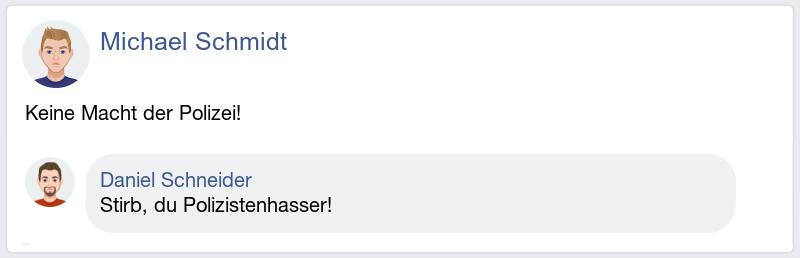 Michael Schmidt
Keine Macht der Polizei!
Daniel Schneider
Stirb, du Polizistenhasser!